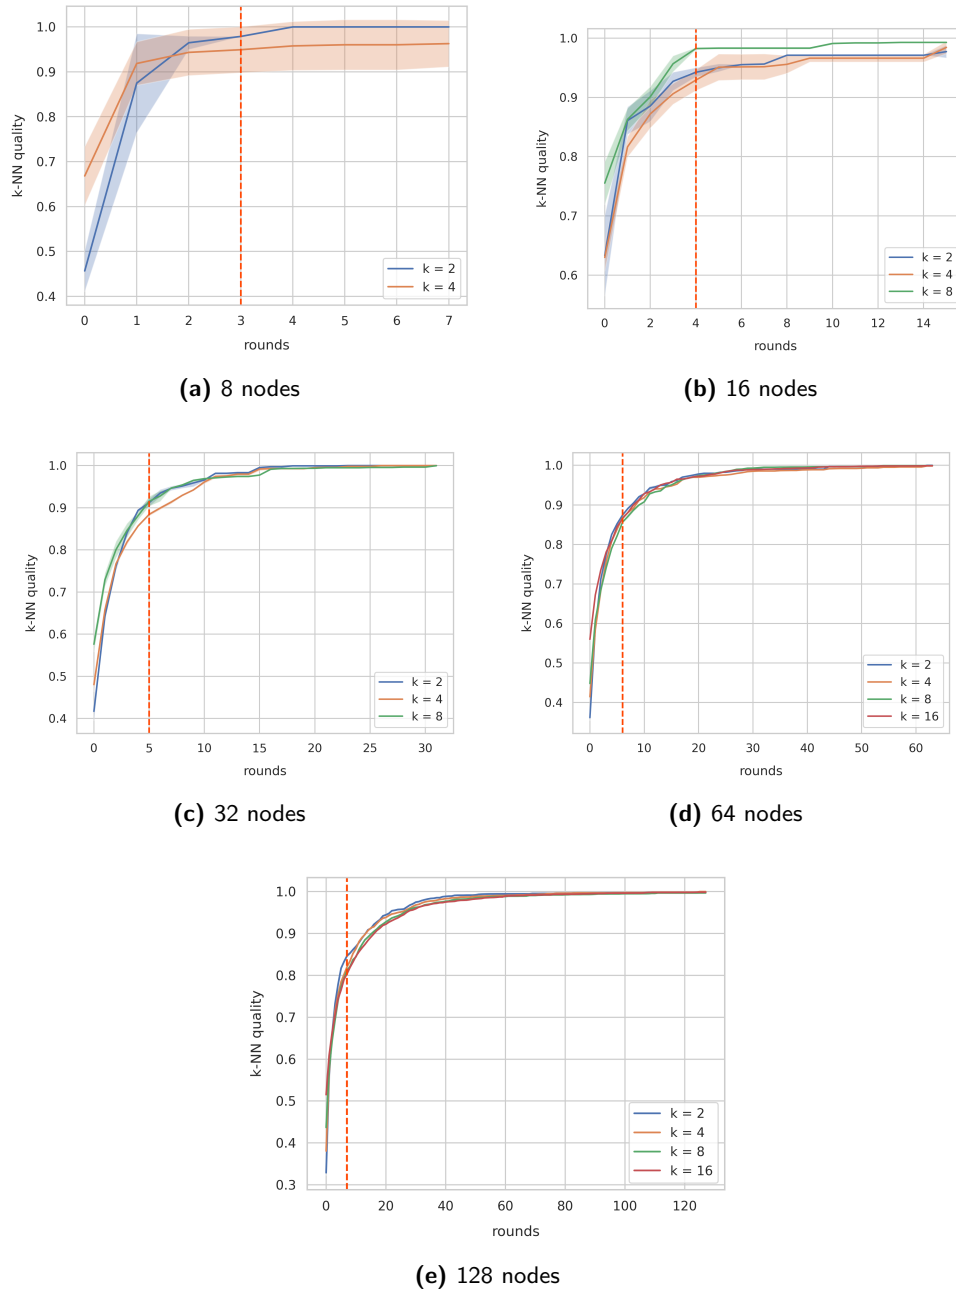 1.0
0.9
0.8
0.7
0.6
0.5
0.4
k-NN quality
k = 2
k = 4
0 1 2 3 4 5 6 7
rounds
(a) 8 nodes
1.0
0.9
0.8
0.7
0.6
k-NN quality
k = 2
k = 4
k = 8
0 2 4 6 8 10 12 14
rounds
(b) 16 nodes
1.0
0.9
0.8
0.7
0.6
0.5
0.4
k-NN quality
k = 2
k = 4
k = 8
0 5 10 15 20 25 30
rounds
(c) 32 nodes
1.0
0.9
0.8
0.7
0.6
0.5
0.4
k-NN quality
k = 2
k = 4
k = 8
k = 16
0 10 20 30 40 50 60
rounds
(d) 64 nodes
1.0
0.9
0.8
0.7
0.6
0.5
0.4
0.3
k-NN quality
k = 2
k = 4
k = 8
k = 16
0 20 40 60 80 100 120
rounds
(e) 128 nodes